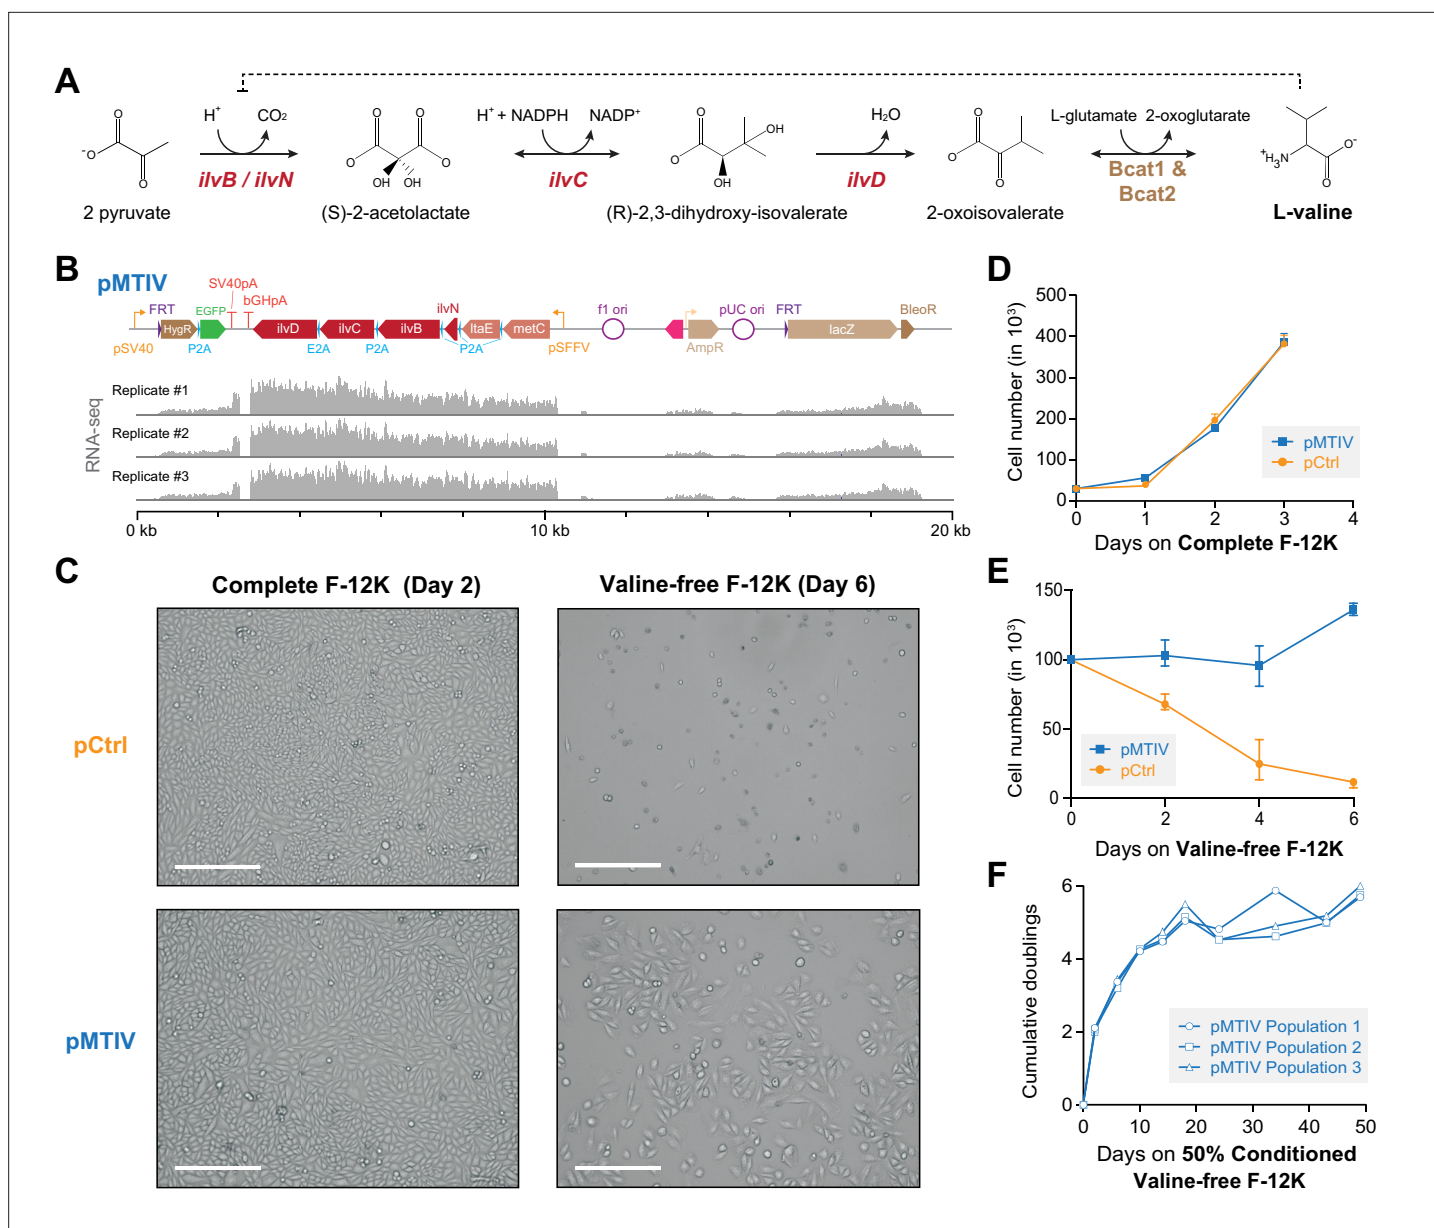 A
H⁺ CO₂
H⁺ + NADPH NADP⁺
H₂O
L-glutamate 2-oxoglutarate
O O O O O OH O O
⁻O O O O O ⁺H₃N O⁻
O OH OH OH O O
ilvB / ilvN ilvC ilvD Bcat1 & Bcat2
2 pyruvate (S)-2-acetolactate (R)-2,3-dihydroxy-isovalerate 2-oxoisovalerate L-valine
B
pMTIV
SV40pA
FRT EGFP bGHpA ilvN f1 ori pUC ori FRT BleoR
HygR ilvD ilvC ilvB ltaE metC lacZ
pSV40 P2A E2A P2A P2A pSFFV AmpR
RNA-seq
Replicate #1
Replicate #2
Replicate #3
0 kb 10 kb 20 kb
C
Complete F-12K (Day 2) Valine-free F-12K (Day 6)
pCtrl
pMTIV
D
Cell number (in 10³)
500
400
300
200
100
0
pMTIV
pCtrl
0 1 2 3 4
Days on Complete F-12K
E
Cell number (in 10³)
150
100
50
0
pMTIV
pCtrl
0 2 4 6
Days on Valine-free F-12K
F
Cumulative doublings
6
4
2
0
pMTIV Population 1
pMTIV Population 2
pMTIV Population 3
0 10 20 30 40 50
Days on 50% Conditioned
Valine-free F-12K